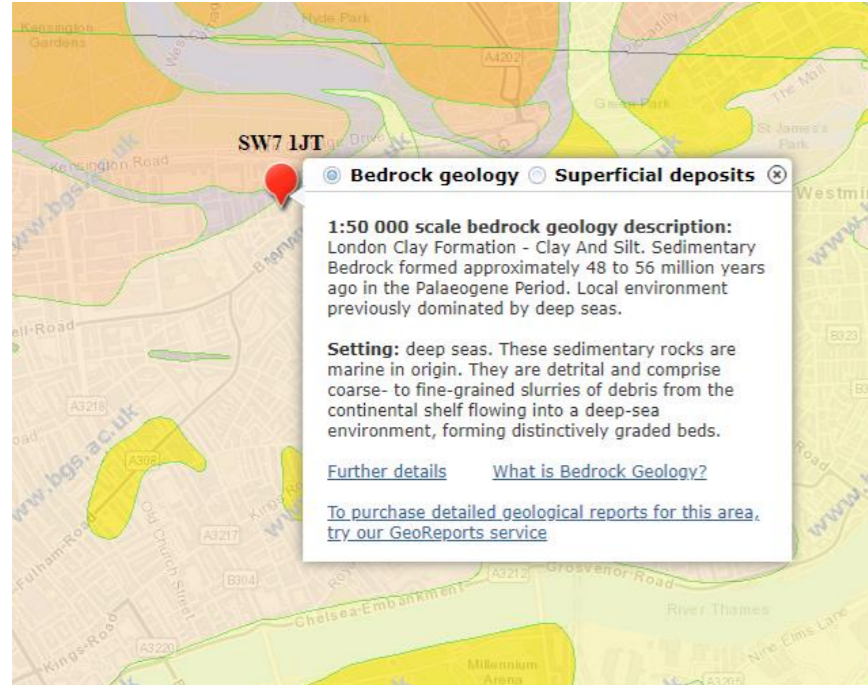 Kensington
Gardens
Hyde Park
A4202
Piccadilly
The Mall
Green Park
St James's
Park
SW7 1JT
Kensington Road
Drive
Bedrock geology Superficial deposits
Westmi
www.bgs.ac.uk
1:50 000 scale bedrock geology description:
London Clay Formation - Clay And Silt. Sedimentary
Bedrock formed approximately 48 to 56 million years
ago in the Palaeogene Period. Local environment
previously dominated by deep seas.
Setting: deep seas. These sedimentary rocks are
marine in origin. They are detrital and comprise
coarse- to fine-grained slurries of debris from the
continental shelf flowing into a deep-sea
environment, forming distinctively graded beds.
Further details What is Bedrock Geology?
To purchase detailed geological reports for this area,
try our GeoReports service
ell-Road
B323
A3218
www.bgs.ac.uk
A308
Old Church Street
A3217
Fulham-Road
B304
A3212
Grosvenor-Road
Chelsea-Embankment
River Thames
Nine Elms Lane
Kings-Road
A3220
Millennium
Arena
A3205